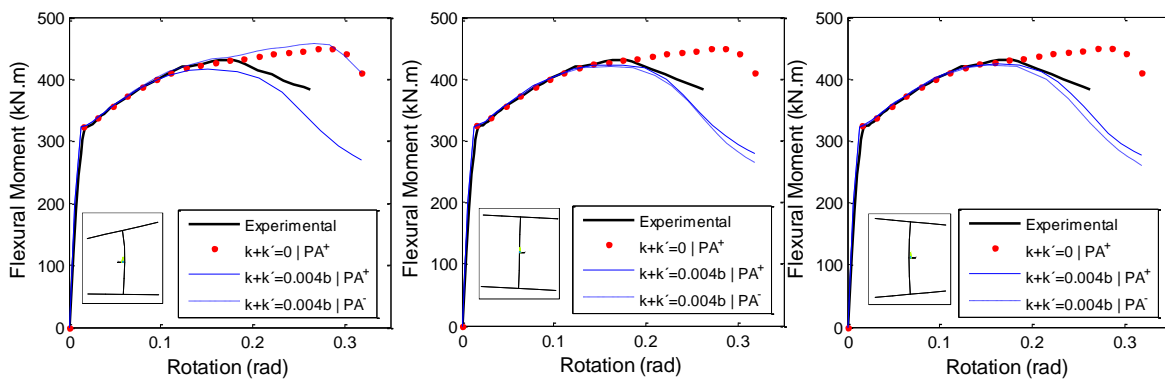 500
400
300
200
100
0
Flexural Moment (kN.m)
Experimental
k+k´=0 | PA⁺
k+k´=0.004b | PA⁺
k+k´=0.004b | PA⁻
0 0.1 0.2 0.3
Rotation (rad)
500
400
300
200
100
0
Flexural Moment (kN.m)
Experimental
k+k´=0 | PA⁺
k+k´=0.004b | PA⁺
k+k´=0.004b | PA⁻
0 0.1 0.2 0.3
Rotation (rad)
500
400
300
200
100
0
Flexural Moment (kN.m)
Experimental
k+k´=0 | PA⁺
k+k´=0.004b | PA⁺
k+k´=0.004b | PA⁻
0 0.1 0.2 0.3
Rotation (rad)